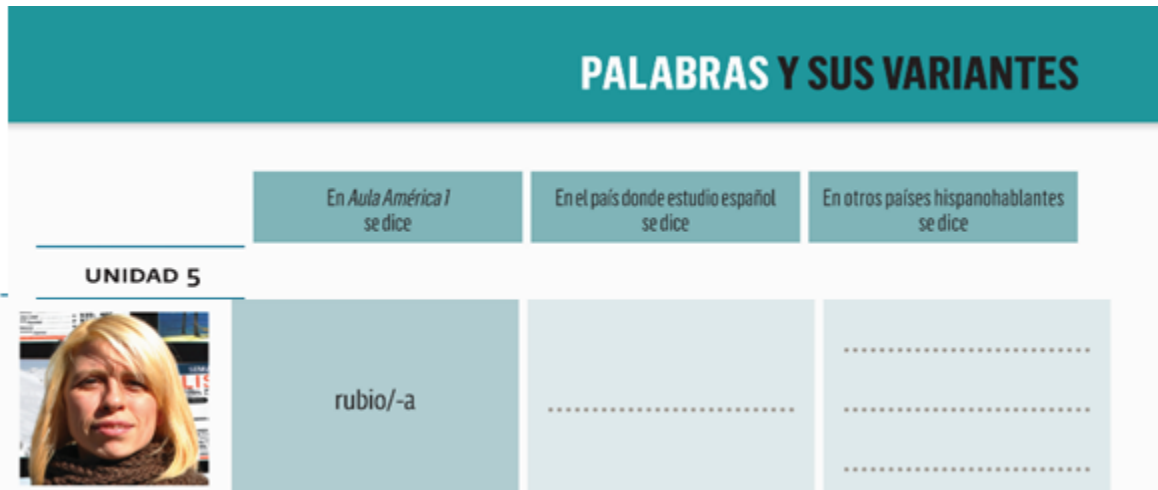 PALABRAS Y SUS VARIANTES
En Aula América 1
se dice
En el país donde estudio español
se dice
En otros países hispanohablantes
se dice
UNIDAD 5
rubio/-a